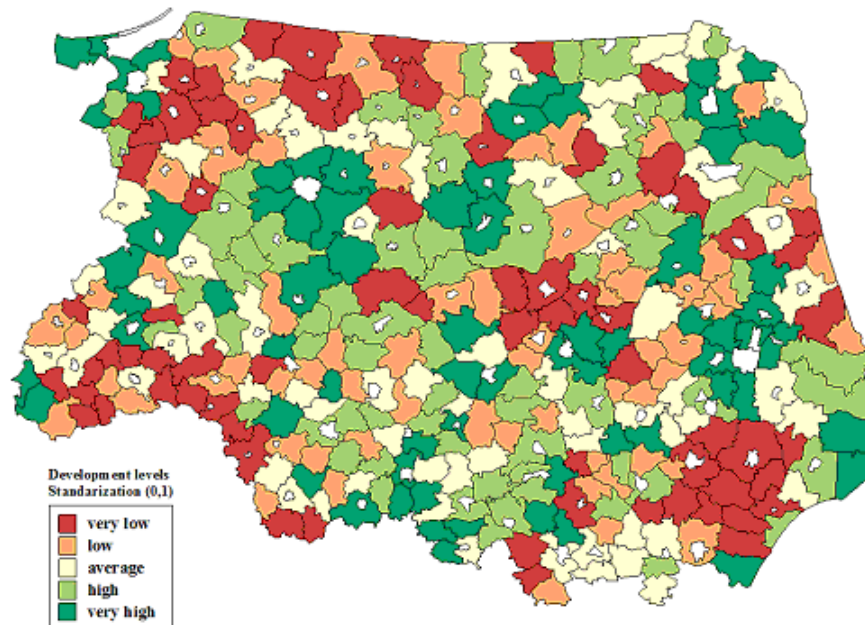 Development levels
Standarization (0,1)
very low
low
average
high
very high